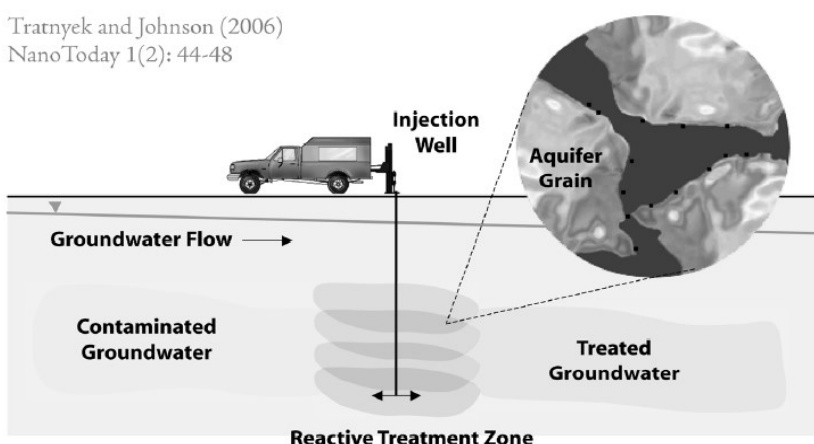 Tratnyek and Johnson (2006)
NanoToday 1(2): 44-48
Injection
Well
Aquifer
Grain
Groundwater Flow
Contaminated
Groundwater
Treated
Groundwater
Reactive Treatment Zone